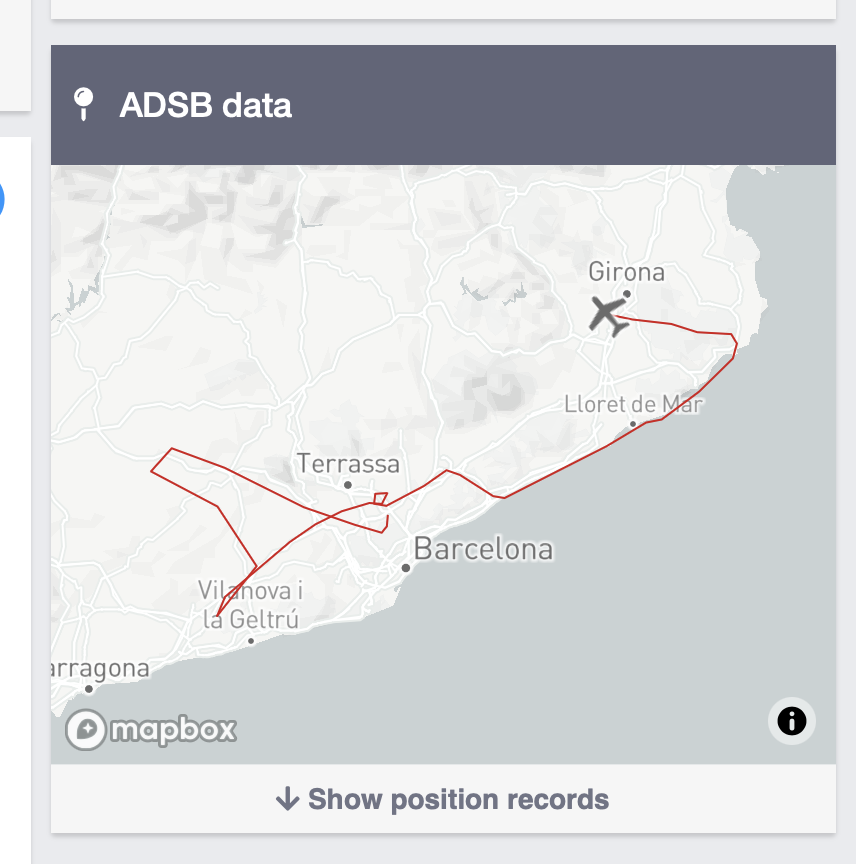 ADSB data
Girona
Lloret de Mar
Terrassa
Barcelona
Vilanova i
la Geltrú
arragona
mapbox
Show position records